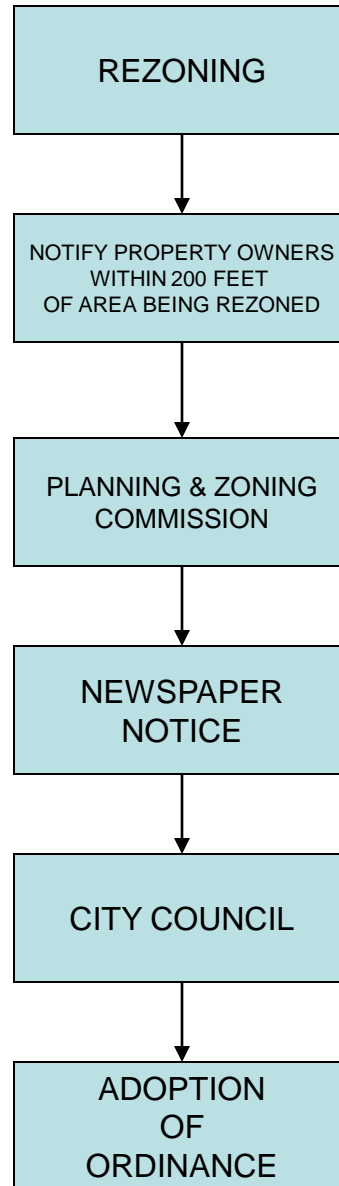 REZONING
NOTIFY PROPERTY OWNERS
WITHIN 200 FEET
OF AREA BEING REZONED
PLANNING & ZONING
COMMISSION
NEWSPAPER
NOTICE
CITY COUNCIL
ADOPTION
OF
ORDINANCE